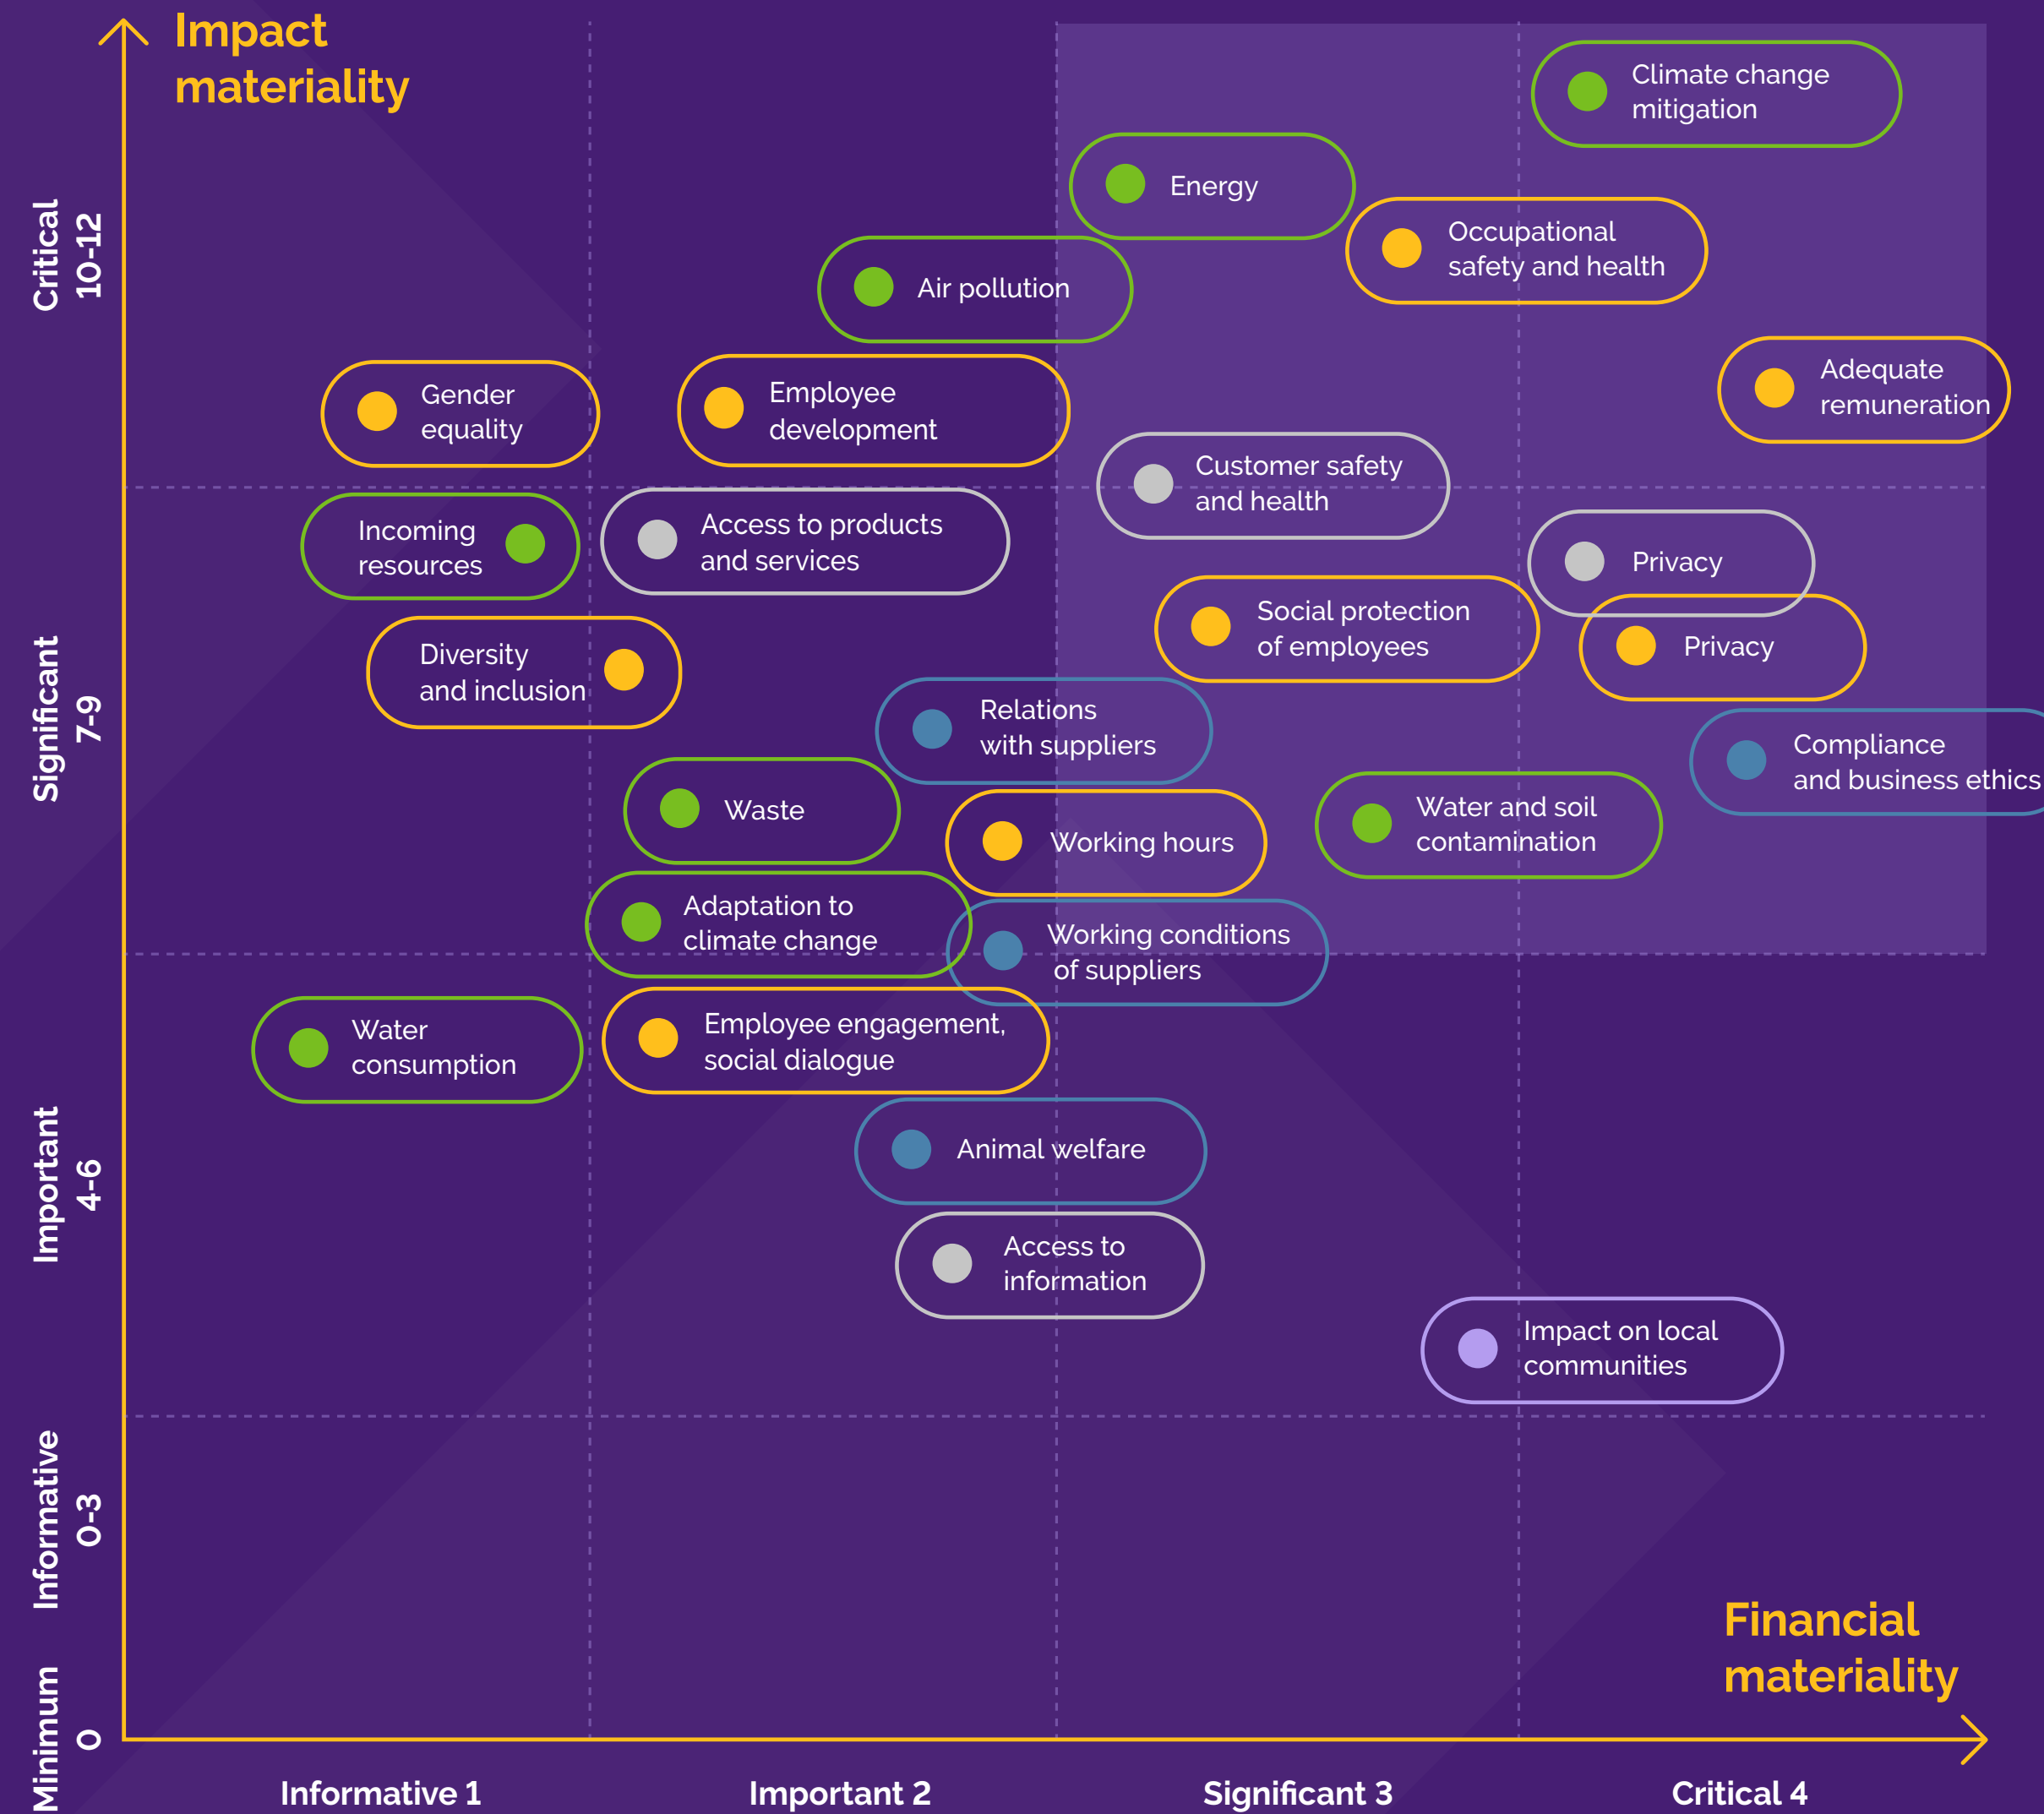 Impact
materiality
Critical
10-12
Significant
7-9
Important
4-6
Informative
0-3
Minimum
0
Climate change
mitigation
Energy
Occupational
safety and health
Air pollution
Adequate
remuneration
Gender
equality
Employee
development
Customer safety
and health
Incoming
resources
Access to products
and services
Privacy
Social protection
of employees
Privacy
Diversity
and inclusion
Relations
with suppliers
Compliance
and business ethics
Waste
Working hours
Water and soil
contamination
Adaptation to
climate change
Working conditions
of suppliers
Water
consumption
Employee engagement,
social dialogue
Animal welfare
Access to
information
Impact on local
communities
Financial
materiality
Informative 1
Important 2
Significant 3
Critical 4